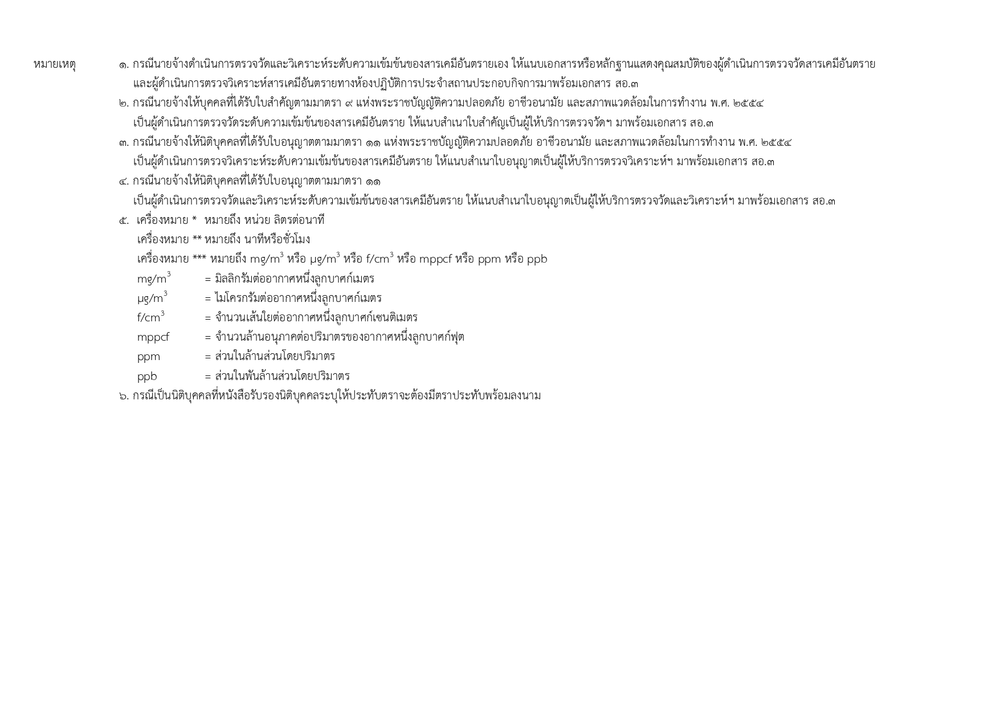 หมายเหตุ ๑. กรณีนายจ้างดำเนินการตรวจวัดและวิเคราะห์ระดับความเข้มข้นของสารเคมีอันตรายเอง ให้แนบเอกสารหรือหลักฐานแสดงคุณสมบัติของผู้ดำเนินการตรวจวัดสารเคมีอันตราย
และผู้ดำเนินการตรวจวิเคราะห์สารเคมีอันตรายทางห้องปฏิบัติการประจำสถานประกอบกิจการมาพร้อมเอกสาร สอ.๓
๒. กรณีนายจ้างให้บุคคลที่ได้รับใบสำคัญตามมาตรา ๙ แห่งพระราชบัญญัติความปลอดภัย อาชีวอนามัย และสภาพแวดล้อมในการทำงาน พ.ศ. ๒๕๕๔
เป็นผู้ดำเนินการตรวจวัดระดับความเข้มข้นของสารเคมีอันตราย ให้แนบสำเนาใบสำคัญเป็นผู้ให้บริการตรวจวัดฯ มาพร้อมเอกสาร สอ.๓
๓. กรณีนายจ้างให้นิติบุคคลที่ได้รับใบอนุญาตตามมาตรา ๑๑ แห่งพระราชบัญญัติความปลอดภัย อาชีวอนามัย และสภาพแวดล้อมในการทำงาน พ.ศ. ๒๕๕๔
เป็นผู้ดำเนินการตรวจวิเคราะห์ระดับความเข้มข้นของสารเคมีอันตราย ให้แนบสำเนาใบอนุญาตเป็นผู้ให้บริการตรวจวิเคราะห์ฯ มาพร้อมเอกสาร สอ.๓
๔. กรณีนายจ้างให้นิติบุคคลที่ได้รับใบอนุญาตตามมาตรา ๑๑
เป็นผู้ดำเนินการตรวจวัดและวิเคราะห์ระดับความเข้มข้นของสารเคมีอันตราย ให้แนบสำเนาใบอนุญาตเป็นผู้ให้บริการตรวจวัดและวิเคราะห์ฯ มาพร้อมเอกสาร สอ.๓
๕. เครื่องหมาย * หมายถึง หน่วย ลิตรต่อนาที
เครื่องหมาย ** หมายถึง นาทีหรือชั่วโมง
เครื่องหมาย *** หมายถึง mg/m³ หรือ µg/m³ หรือ f/cm³ หรือ mppcf หรือ ppm หรือ ppb
mg/m³ = มิลลิกรัมต่ออากาศหนึ่งลูกบาศก์เมตร
µg/m³ = ไมโครกรัมต่ออากาศหนึ่งลูกบาศก์เมตร
f/cm³ = จำนวนเส้นใยต่ออากาศหนึ่งลูกบาศก์เซนติเมตร
mppcf = จำนวนล้านอนุภาคต่อปริมาตรของอากาศหนึ่งลูกบาศก์ฟุต
ppm = ส่วนในล้านส่วนโดยปริมาตร
ppb = ส่วนในพันล้านส่วนโดยปริมาตร
๖. กรณีเป็นนิติบุคคลที่หนังสือรับรองนิติบุคคลระบุให้ประทับตราจะต้องมีตราประทับพร้อมลงนาม